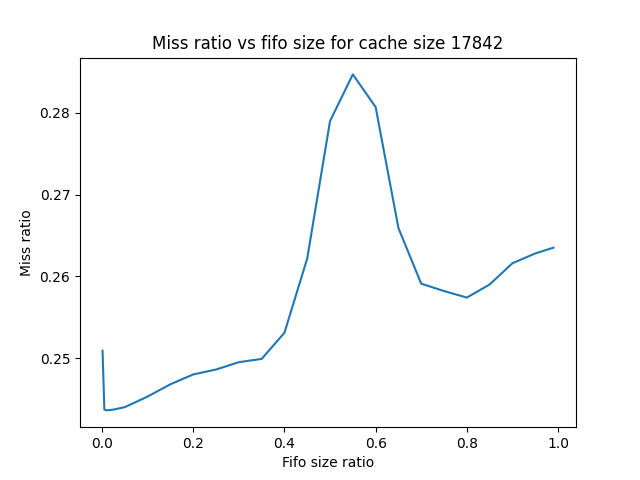 Miss ratio vs fifo size for cache size 17842
0.28
0.27
0.26
0.25
Miss ratio
0.0 0.2 0.4 0.6 0.8 1.0
Fifo size ratio